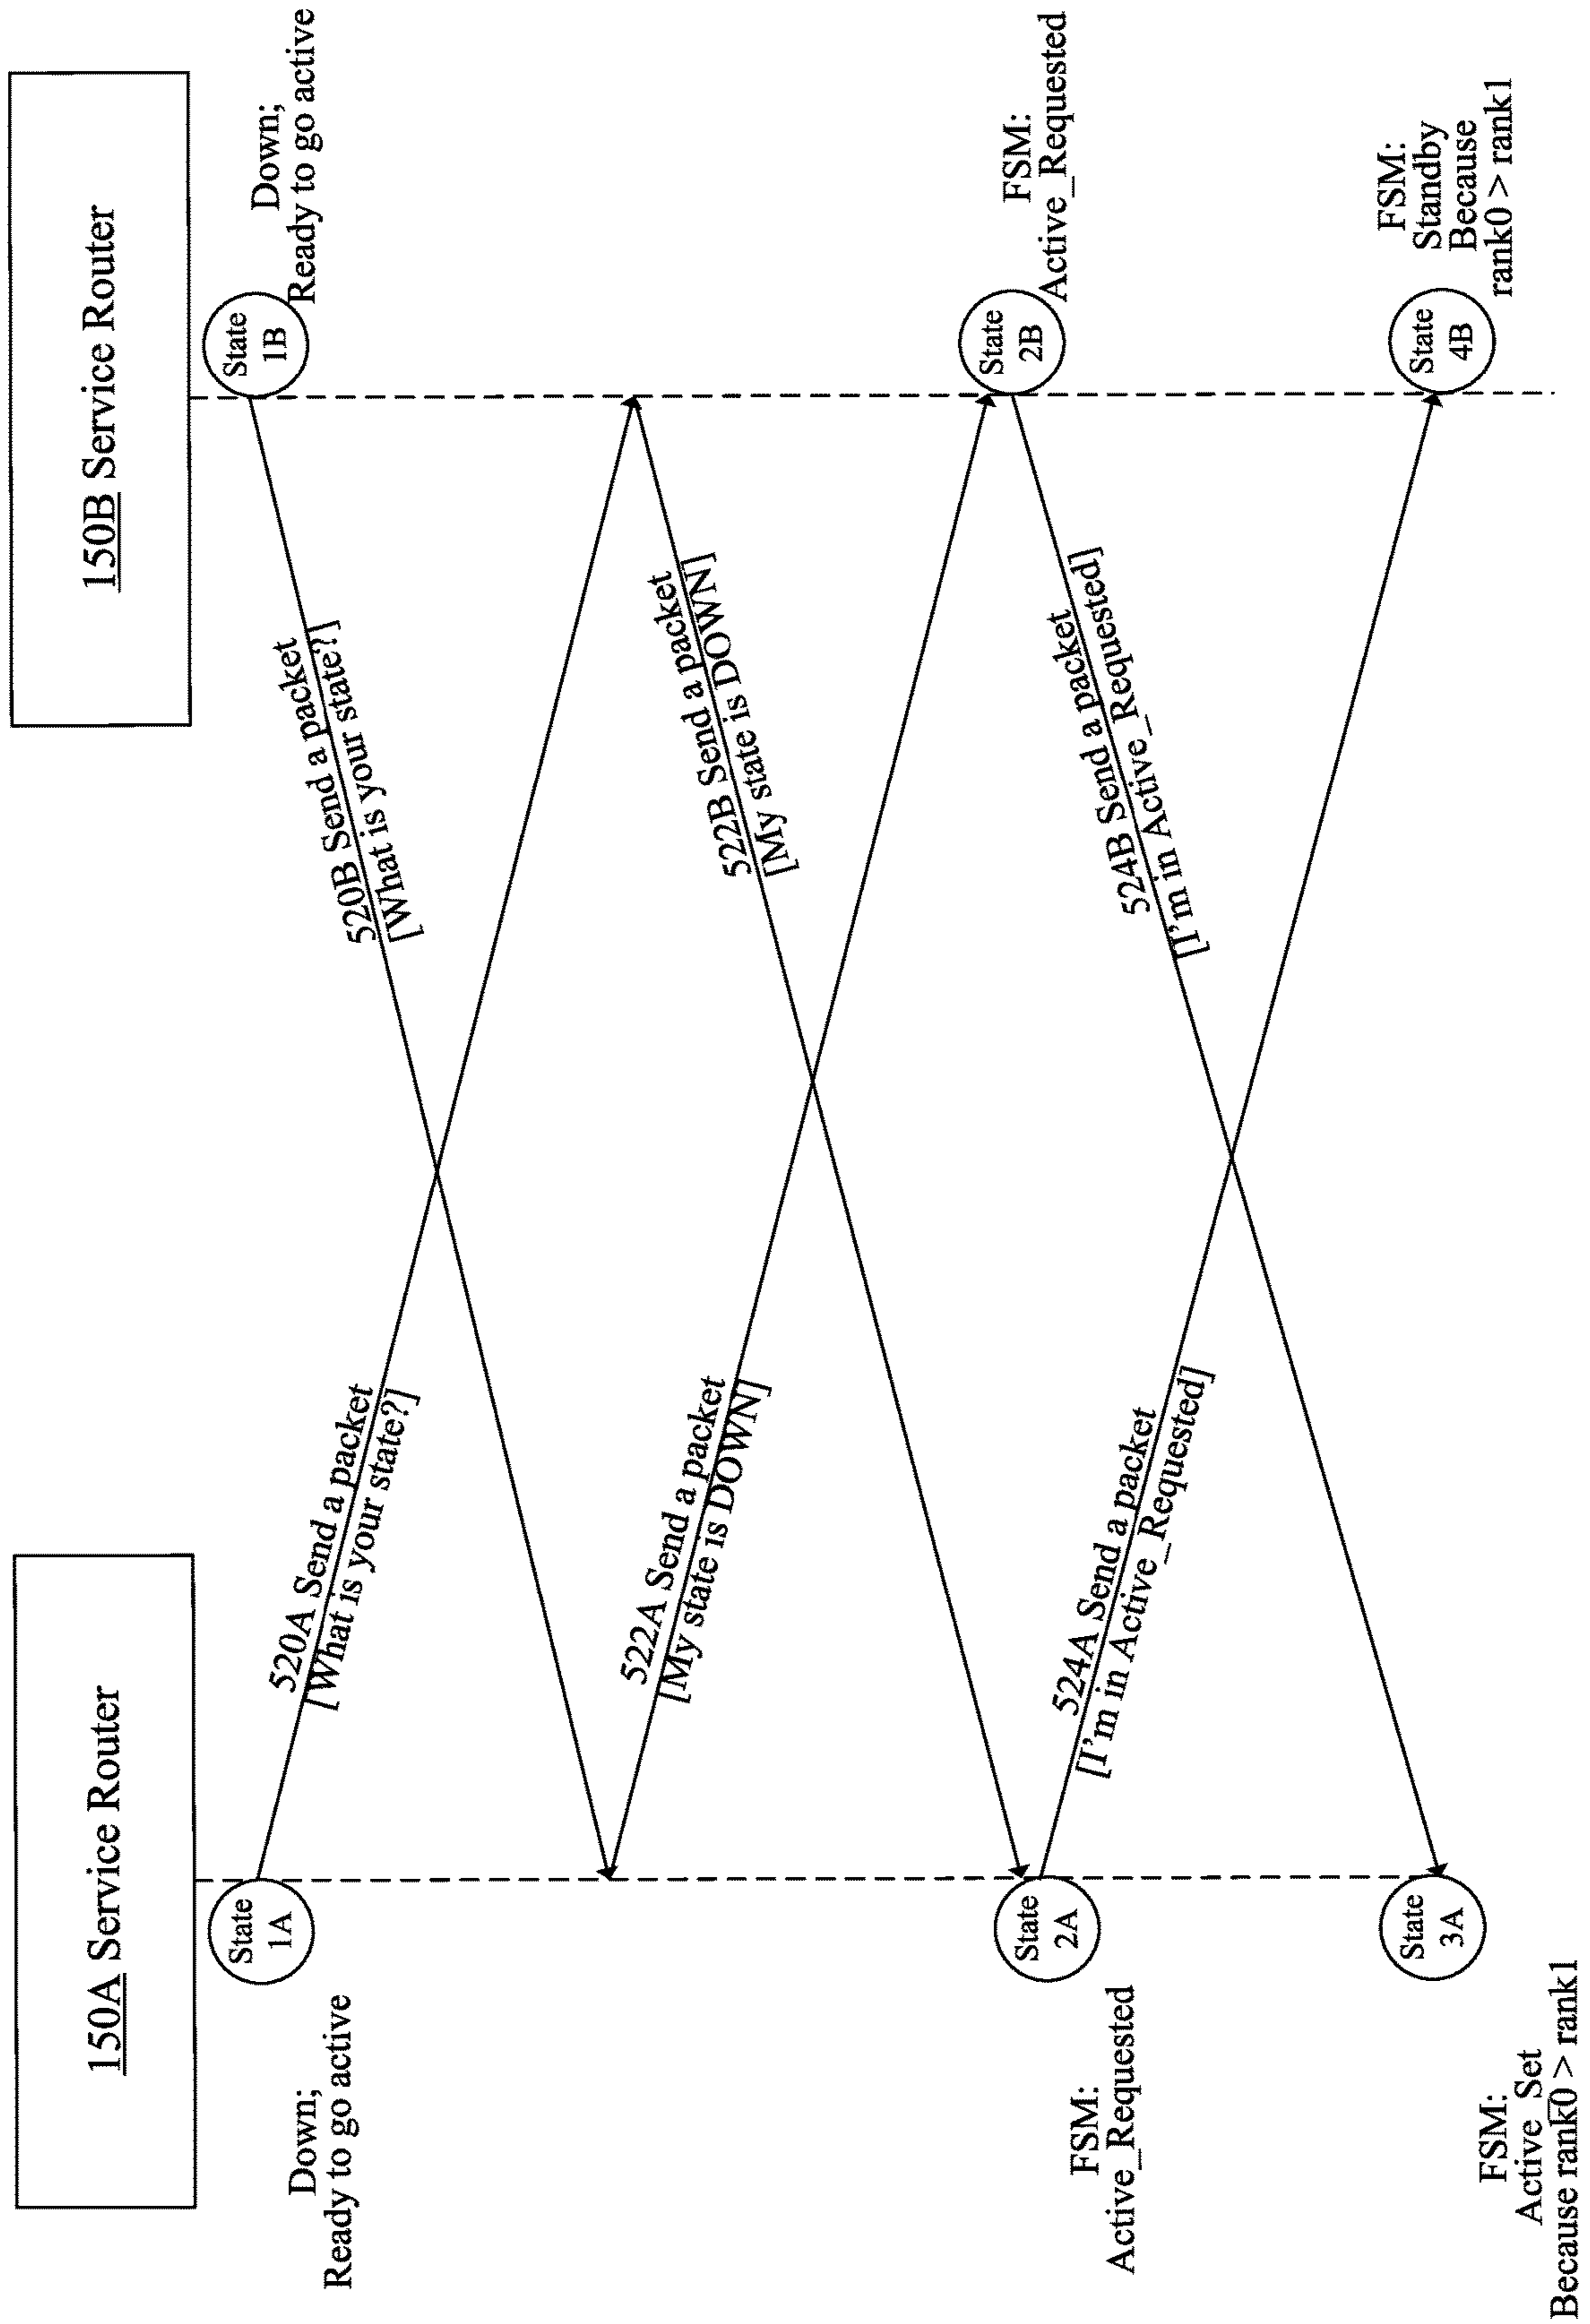 150A Service Router
150B Service Router
State
1A
Down;
Ready to go active
State
1B
Down;
Ready to go active
520A Send a packet
[What is your state?]
520B Send a packet
[What is your state?]
522A Send a packet
[My state is DOWN]
522B Send a packet
[My state is DOWN]
State
2A
FSM:
Active_Requested
State
2B
FSM:
Active_Requested
524A Send a packet
[I'm in Active_Requested]
524B Send a packet
[I'm in Active_Requested]
State
3A
FSM:
Active_Set
Because rank0 > rank1
State
4B
FSM:
Standby
Because
rank0 > rank1